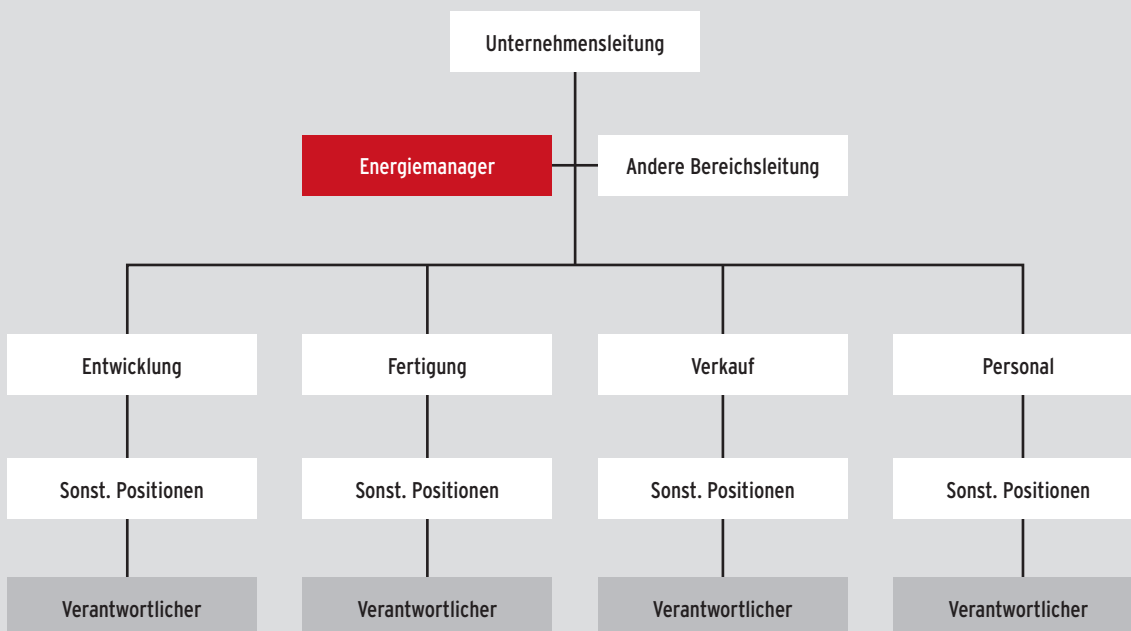 Unternehmensleitung
Energiemanager
Andere Bereichsleitung
Entwicklung
Fertigung
Verkauf
Personal
Sonst. Positionen
Sonst. Positionen
Sonst. Positionen
Sonst. Positionen
Verantwortlicher
Verantwortlicher
Verantwortlicher
Verantwortlicher